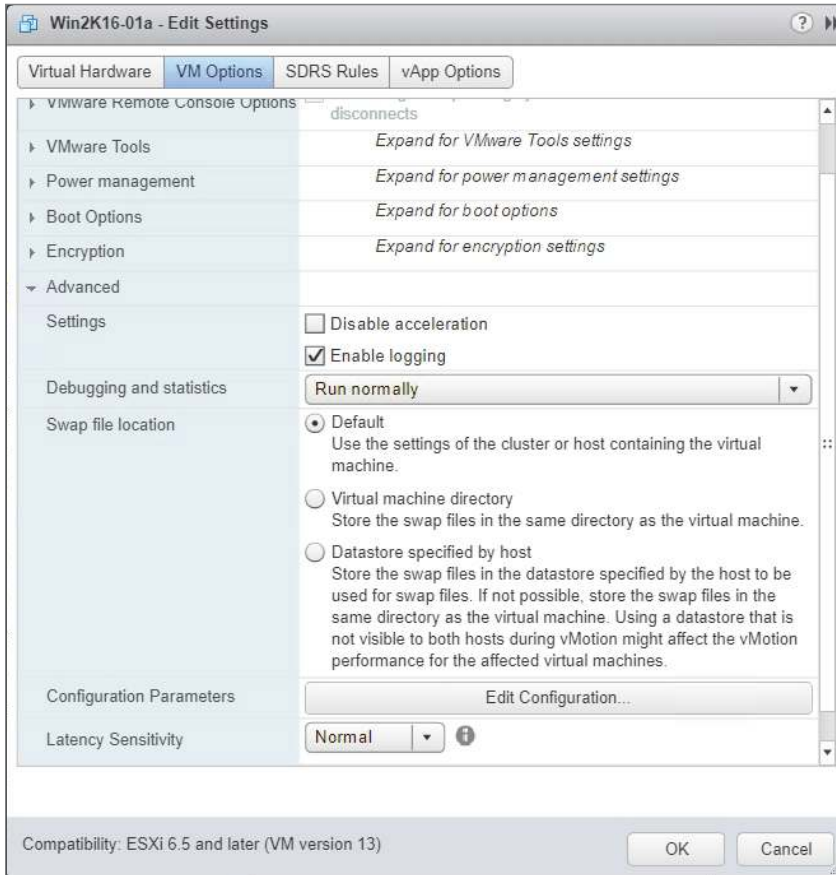 Win2K16-01a - Edit Settings
Virtual Hardware
VM Options
SDRS Rules
vApp Options
VMware Remote Console Options
disconnects
VMware Tools
Expand for VMware Tools settings
Power management
Expand for power management settings
Boot Options
Expand for boot options
Encryption
Expand for encryption settings
Advanced
Settings
Disable acceleration
Enable logging
Debugging and statistics
Run normally
Swap file location
Default
Use the settings of the cluster or host containing the virtual
machine.
Virtual machine directory
Store the swap files in the same directory as the virtual machine.
Datastore specified by host
Store the swap files in the datastore specified by the host to be
used for swap files. If not possible, store the swap files in the
same directory as the virtual machine. Using a datastore that is
not visible to both hosts during vMotion might affect the vMotion
performance for the affected virtual machines.
Configuration Parameters
Edit Configuration...
Latency Sensitivity
Normal
Compatibility: ESXi 6.5 and later (VM version 13)
OK
Cancel